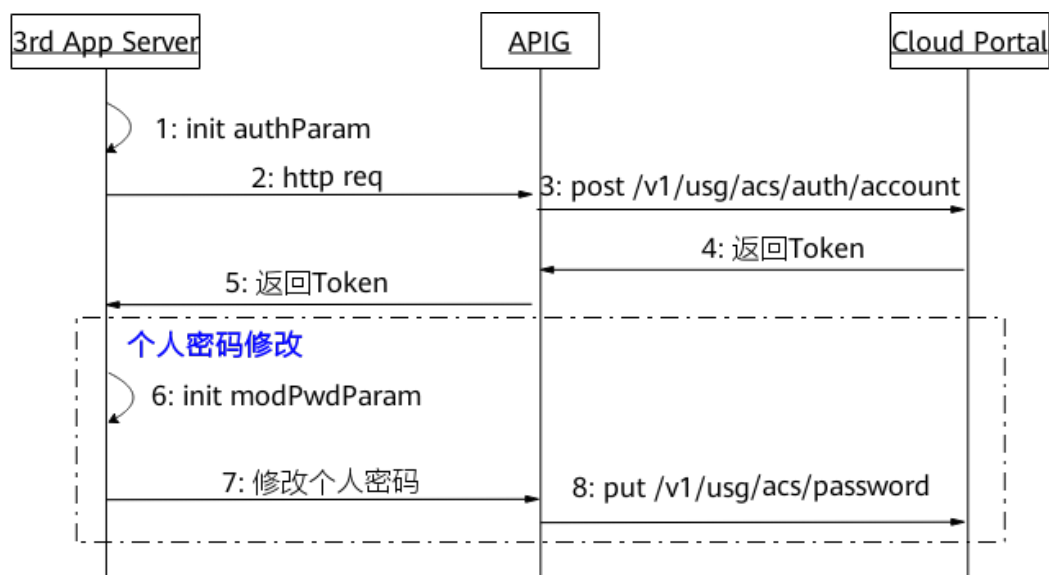 3rd App Server
APIG
Cloud Portal
1: init authParam
2: http req
3: post /v1/usg/acs/auth/account
4: 返回Token
5: 返回Token
个人密码修改
6: init modPwdParam
7: 修改个人密码
8: put /v1/usg/acs/password